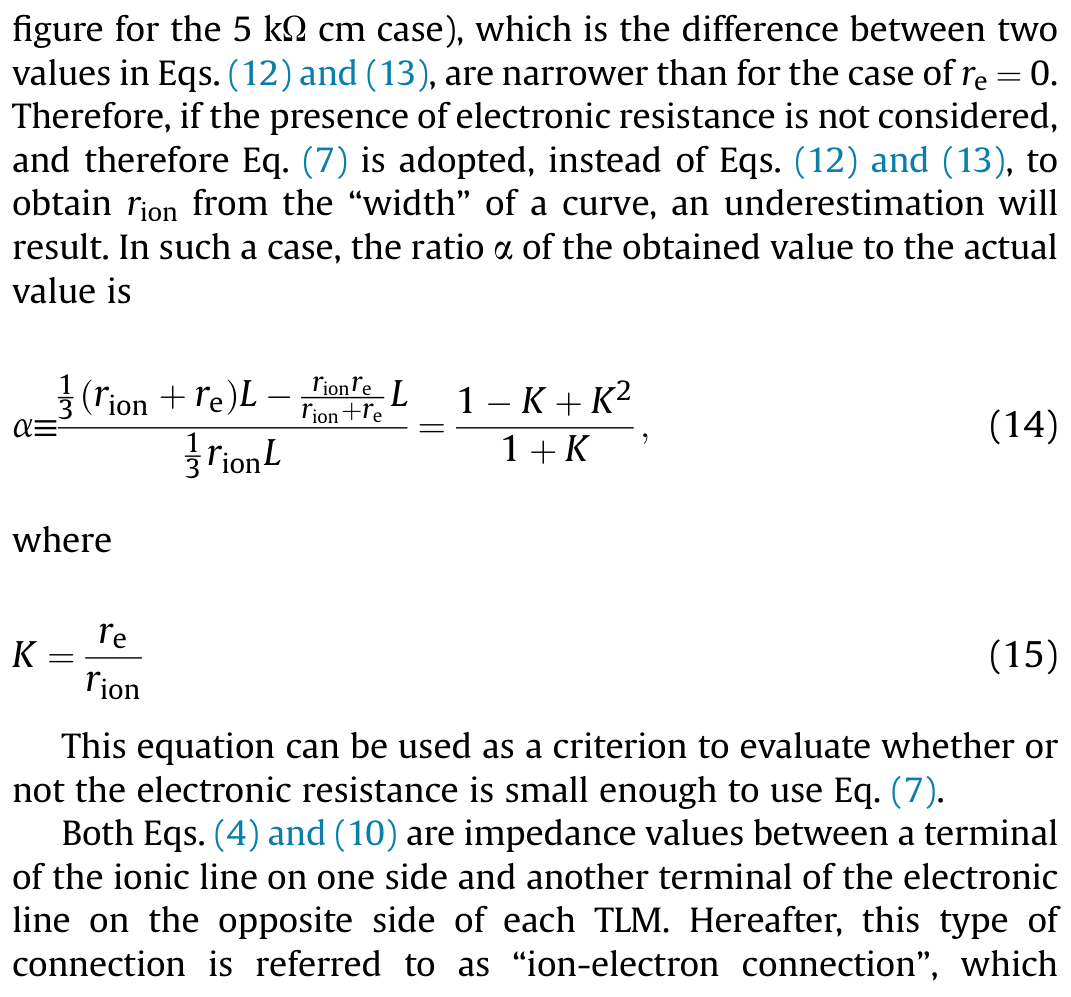 figure for the 5 kΩ cm case), which is the difference between two
values in Eqs. (12) and (13), are narrower than for the case of rₑ = 0.
Therefore, if the presence of electronic resistance is not considered,
and therefore Eq. (7) is adopted, instead of Eqs. (12) and (13), to
obtain r_ion from the “width” of a curve, an underestimation will
result. In such a case, the ratio α of the obtained value to the actual
value is
α≡ (1/3 (r_ion + r_e)L − (r_ion r_e)/(r_ion+r_e) L) / (1/3 r_ion L) = (1 − K + K²)/(1 + K), (14)
where
K = r_e/r_ion (15)
This equation can be used as a criterion to evaluate whether or
not the electronic resistance is small enough to use Eq. (7).
Both Eqs. (4) and (10) are impedance values between a terminal
of the ionic line on one side and another terminal of the electronic
line on the opposite side of each TLM. Hereafter, this type of
connection is referred to as “ion-electron connection”, which